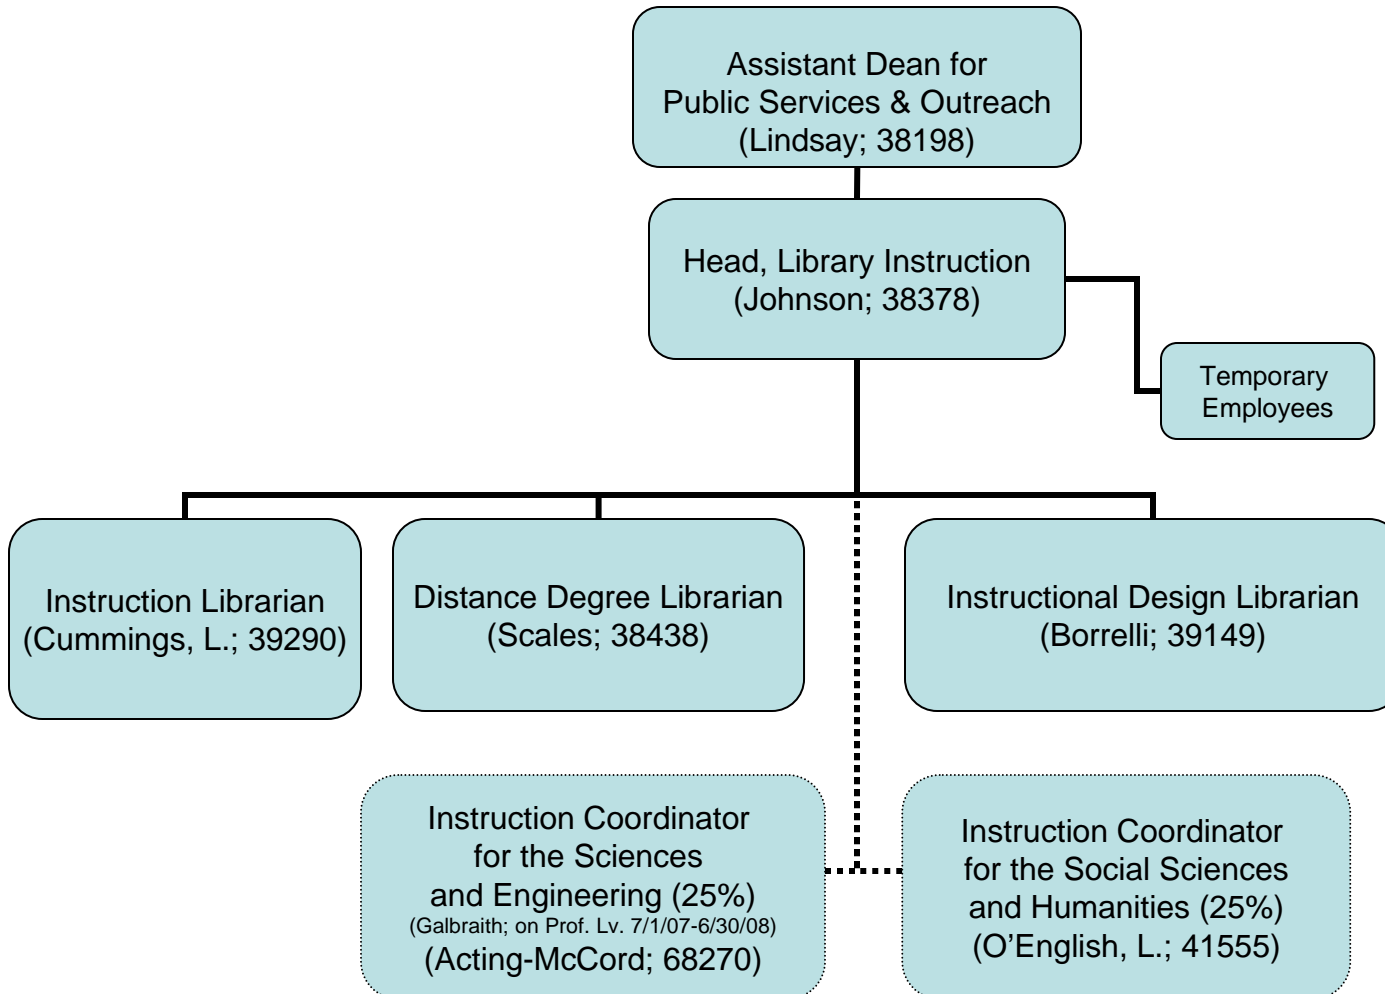 Assistant Dean for
Public Services & Outreach
(Lindsay; 38198)
Head, Library Instruction
(Johnson; 38378)
Temporary
Employees
Instruction Librarian
(Cummings, L.; 39290)
Distance Degree Librarian
(Scales; 38438)
Instructional Design Librarian
(Borrelli; 39149)
Instruction Coordinator
for the Sciences
and Engineering (25%)
(Galbraith; on Prof. Lv. 7/1/07-6/30/08)
(Acting-McCord; 68270)
Instruction Coordinator
for the Social Sciences
and Humanities (25%)
(O’English, L.; 41555)